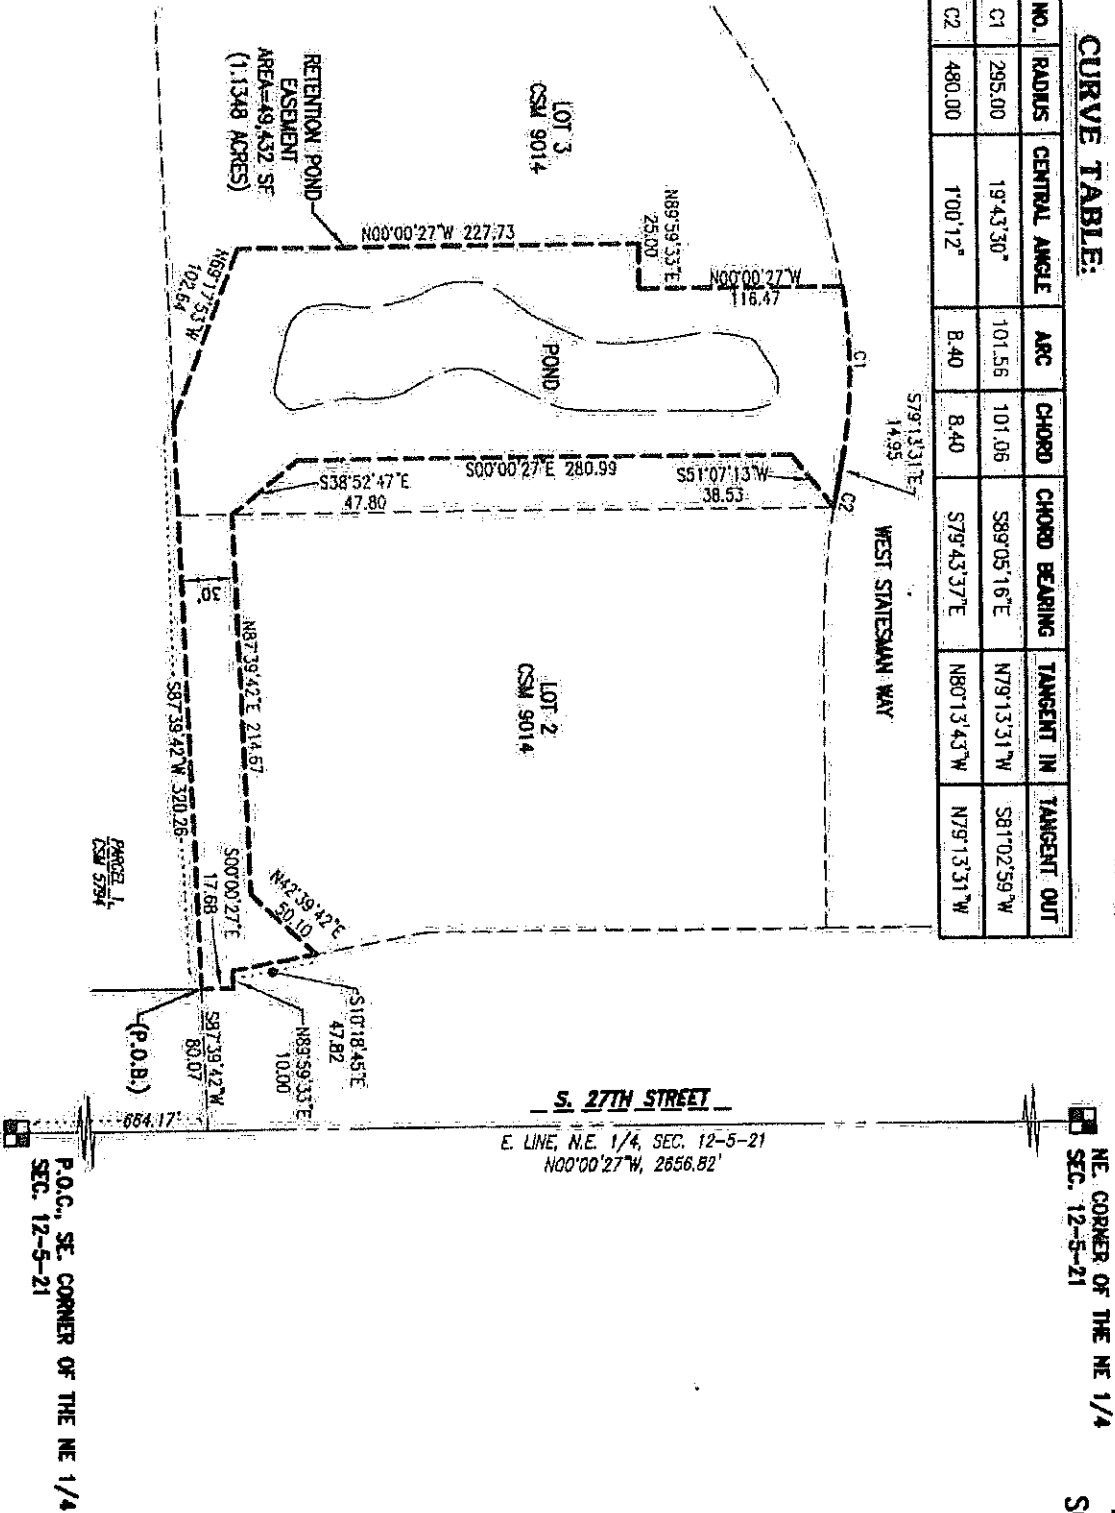 CURVE TABLE:
NO. RADIUS CENTRAL ANGLE ARC CHORD CHORD BEARING TANGENT IN TANGENT OUT
C1 295.00 19°43'30" 101.56 101.06 S89°05'16"E N79°13'31"W S81°02'59"W
C2 480.00 1°00'12" 8.40 8.40 S79°43'37"E N80°13'43"W N79°13'31"W
LOT 3
CSM 9014
RETENTION POND
EASEMENT
AREA=49,432 SF
(1.1348 ACRES)
N89°59'33"E
25.00
N00°00'27"W 227.73
N00°00'27"W
116.47
N69°17'53"W
102.64
POND
C1
S79°13'31"E
14.95
C2
S00°00'27"E 280.99
S51°07'13"W
38.53
S38°52'47"E
47.80
WEST STATESMAN WAY
30'
N87°39'42"E 214.67
LOT 2
CSM 9014
S87°39'42"W 320.26
S00°00'27"E
17.68
N42°39'42"E
50.10
PARCEL 1,
CSM 5794
S10°18'45"E
47.82
N89°59'33"E
10.00
(P.O.B.)
S87°39'42"W
80.07
S. 27TH STREET
E. LINE, N.E. 1/4, SEC. 12-5-21
N00°00'27"W, 2656.82'
664.17'
NE. CORNER OF THE NE 1/4
SEC. 12-5-21
P.O.C., SE. CORNER OF THE NE 1/4
SEC. 12-5-21